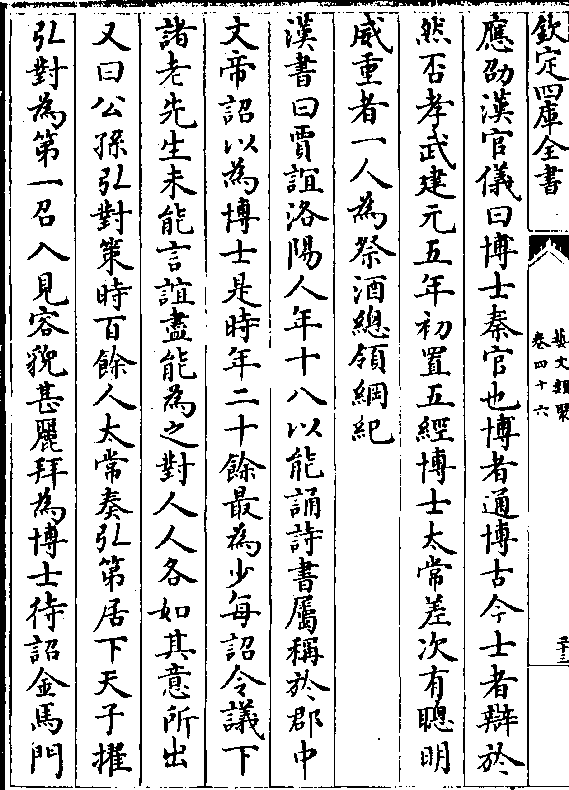 欽定四庫全書
藝文類聚
卷四十六
二十三
應劭漢官儀曰博士秦官也博者通博古今士者辯於
然否孝武建元五年初置五經博士太常差次有聰明
威重者一人為祭酒總領綱紀
漢書曰賈誼洛陽人年十八以能誦詩書屬稱於郡中
文帝詔以為博士是時年二十餘最為少每詔令議下
諸老先生未能言誼盡能為之對人人各如其意所出
又曰公孫弘對策時百餘人太常奏弘第居下天子擢
弘對為第一召入見容貌甚麗拜為博士待詔金馬門